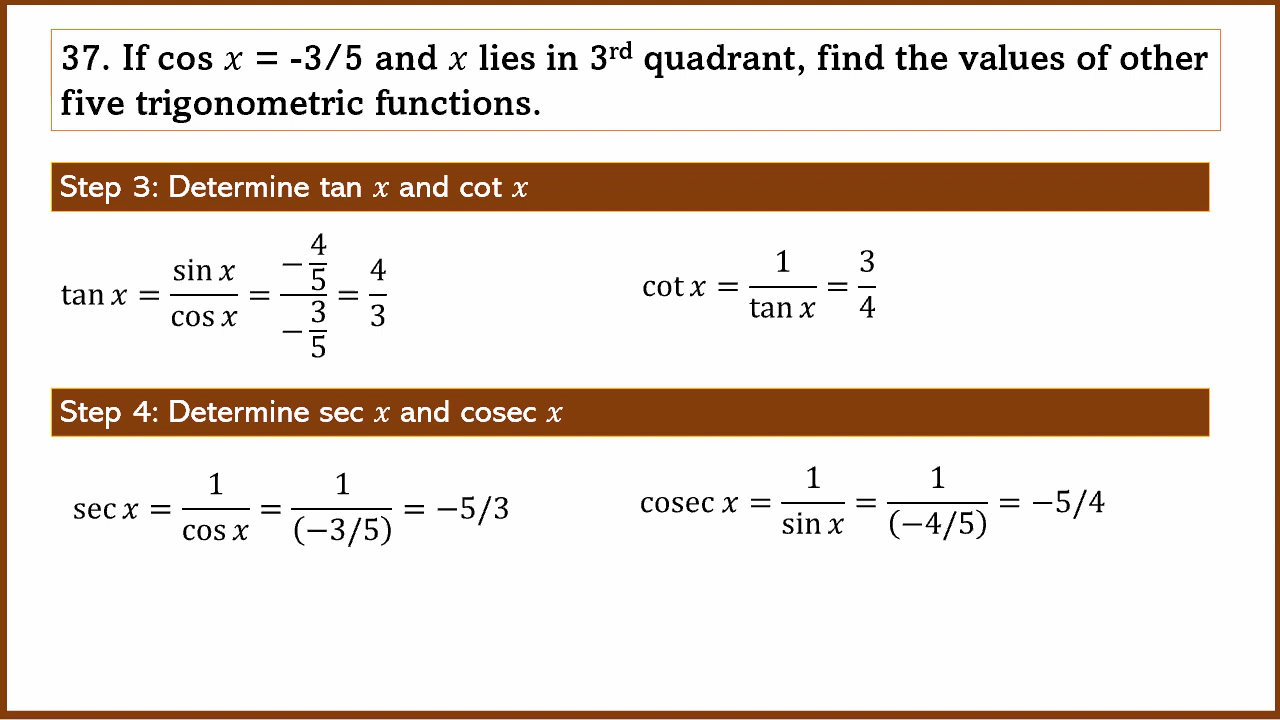 37. If cos x = -3/5 and x lies in 3rd quadrant, find the values of other
five trigonometric functions.
Step 3: Determine tan x and cot x
tan x = sin x / cos x = (−4/5) / (−3/5) = 4/3
cot x = 1 / tan x = 3/4
Step 4: Determine sec x and cosec x
sec x = 1 / cos x = 1 / (−3/5) = −5/3
cosec x = 1 / sin x = 1 / (−4/5) = −5/4